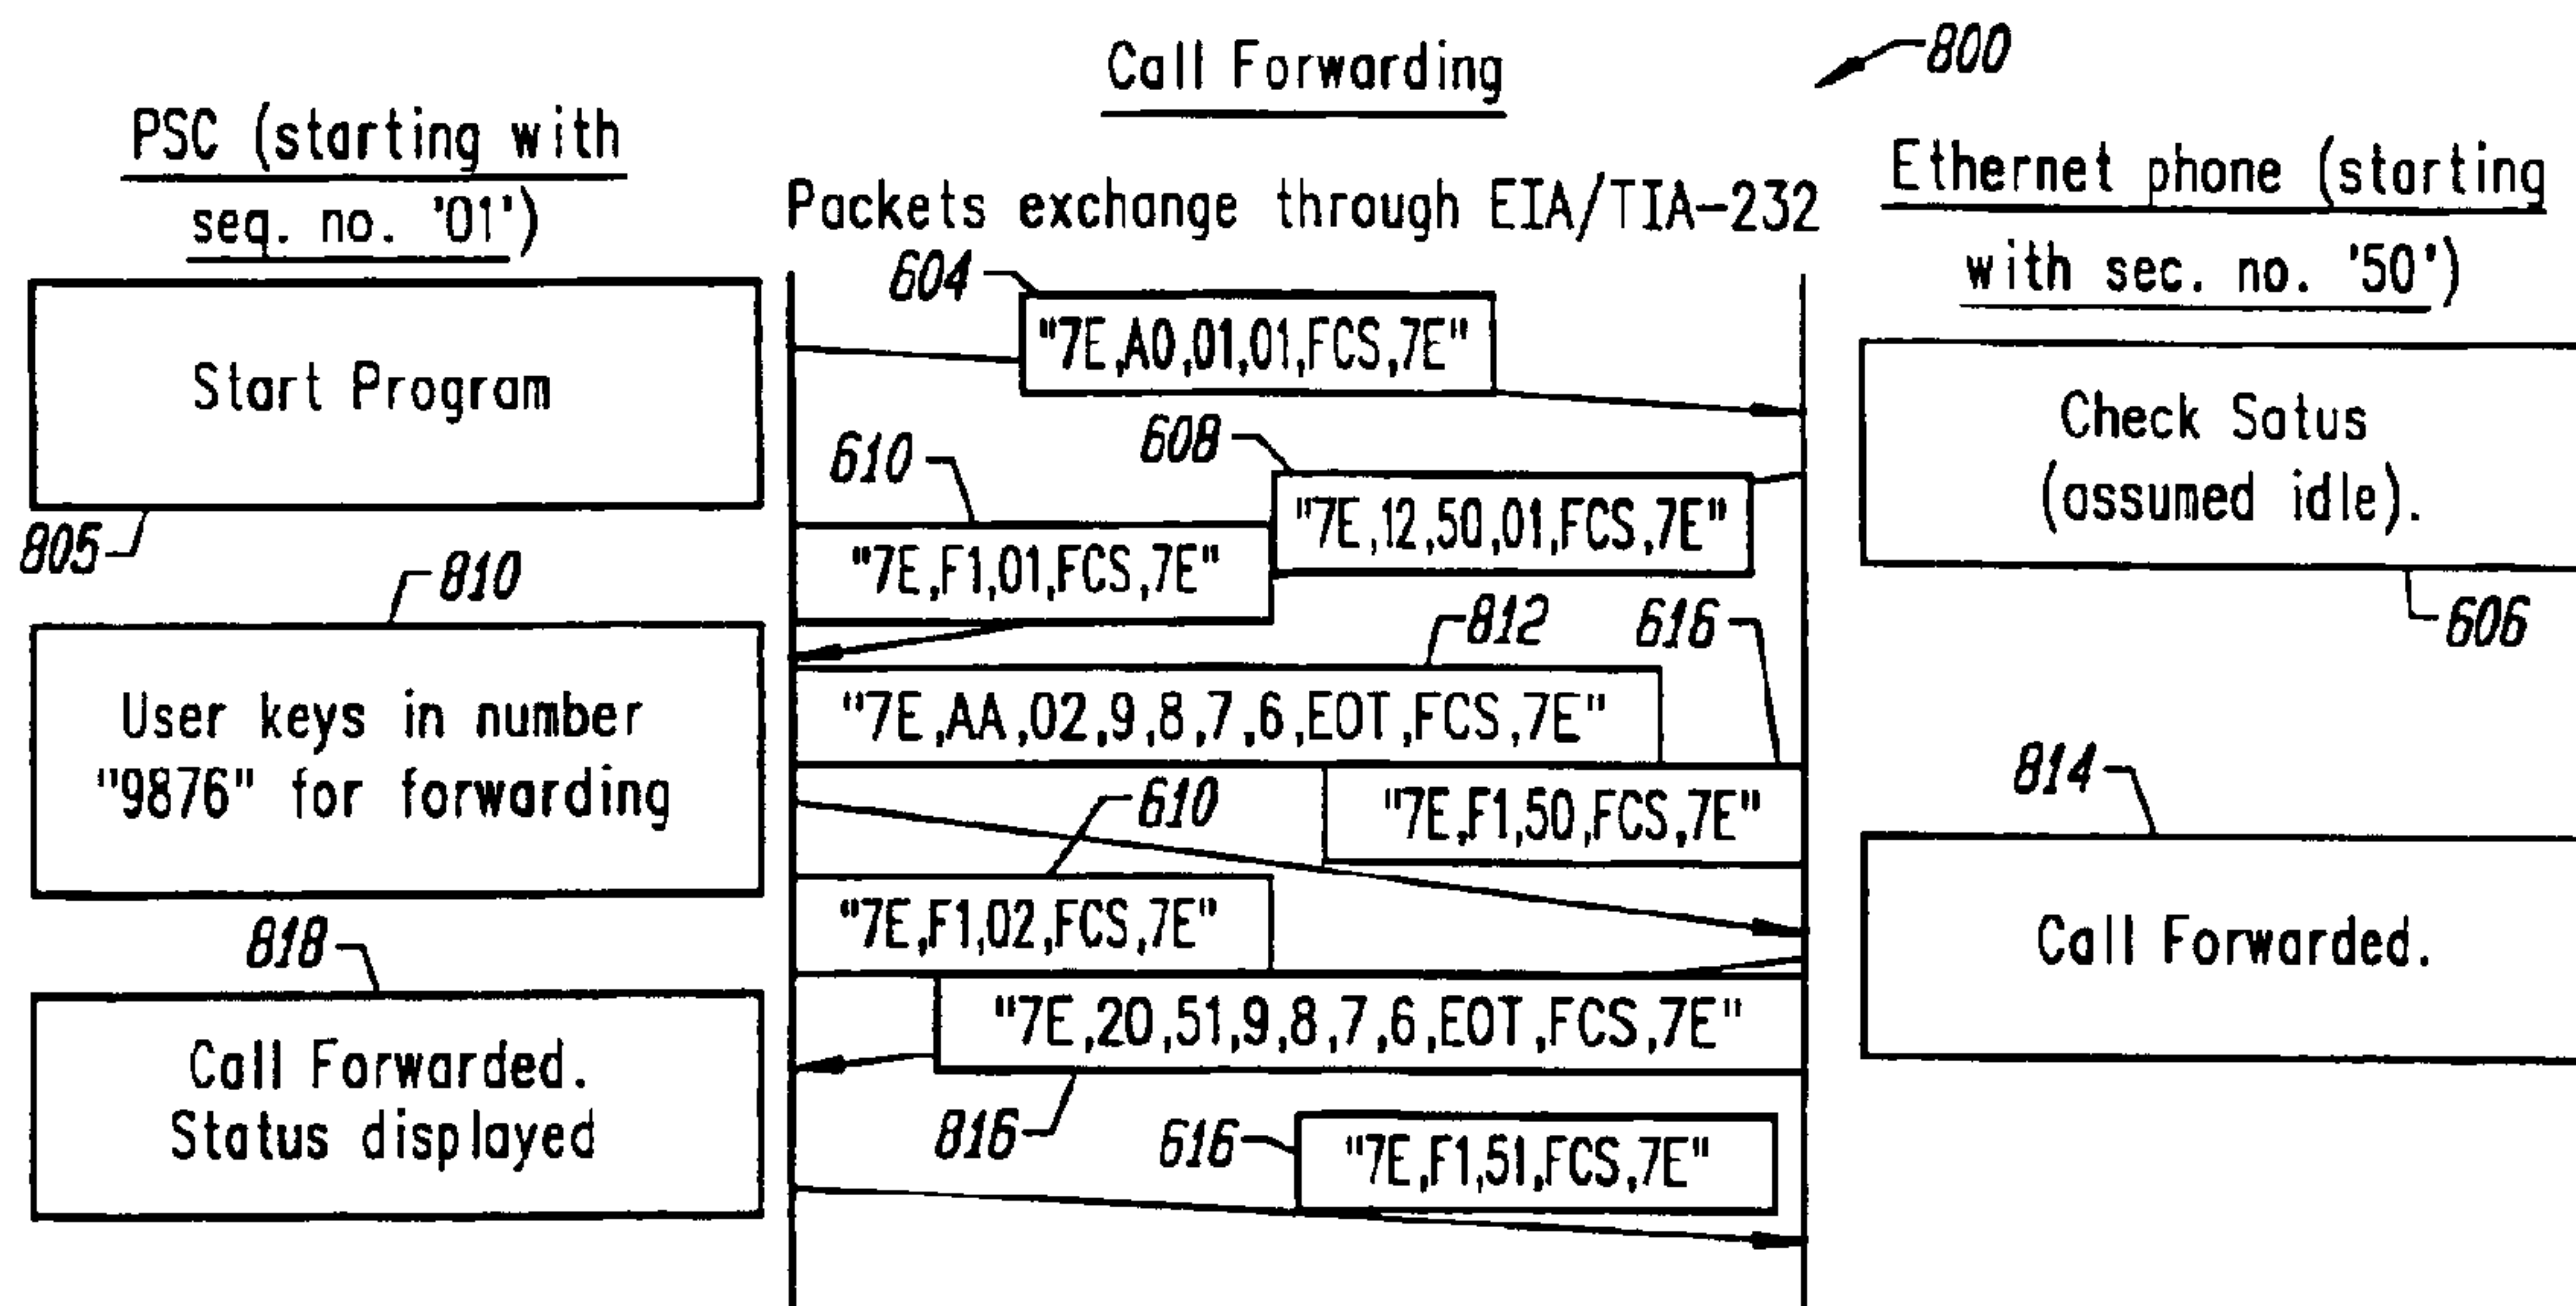 Call Forwarding
800
PSC (starting with
seq. no. '01')
Packets exchange through EIA/TIA-232
Ethernet phone (starting
with sec. no. '50')
604
"7E,A0,01,01,FCS,7E"
Start Program
805
Check Satus
(assumed idle).
606
608
610
"7E,12,50,01,FCS,7E"
"7E,F1,01,FCS,7E"
810
User keys in number
"9876" for forwarding
812
616
"7E,AA,02,9,8,7,6,EOT,FCS,7E"
"7E,F1,50,FCS,7E"
610
"7E,F1,02,FCS,7E"
814
Call Forwarded.
818
Call Forwarded.
Status displayed
"7E,20,51,9,8,7,6,EOT,FCS,7E"
816
616
"7E,F1,51,FCS,7E"